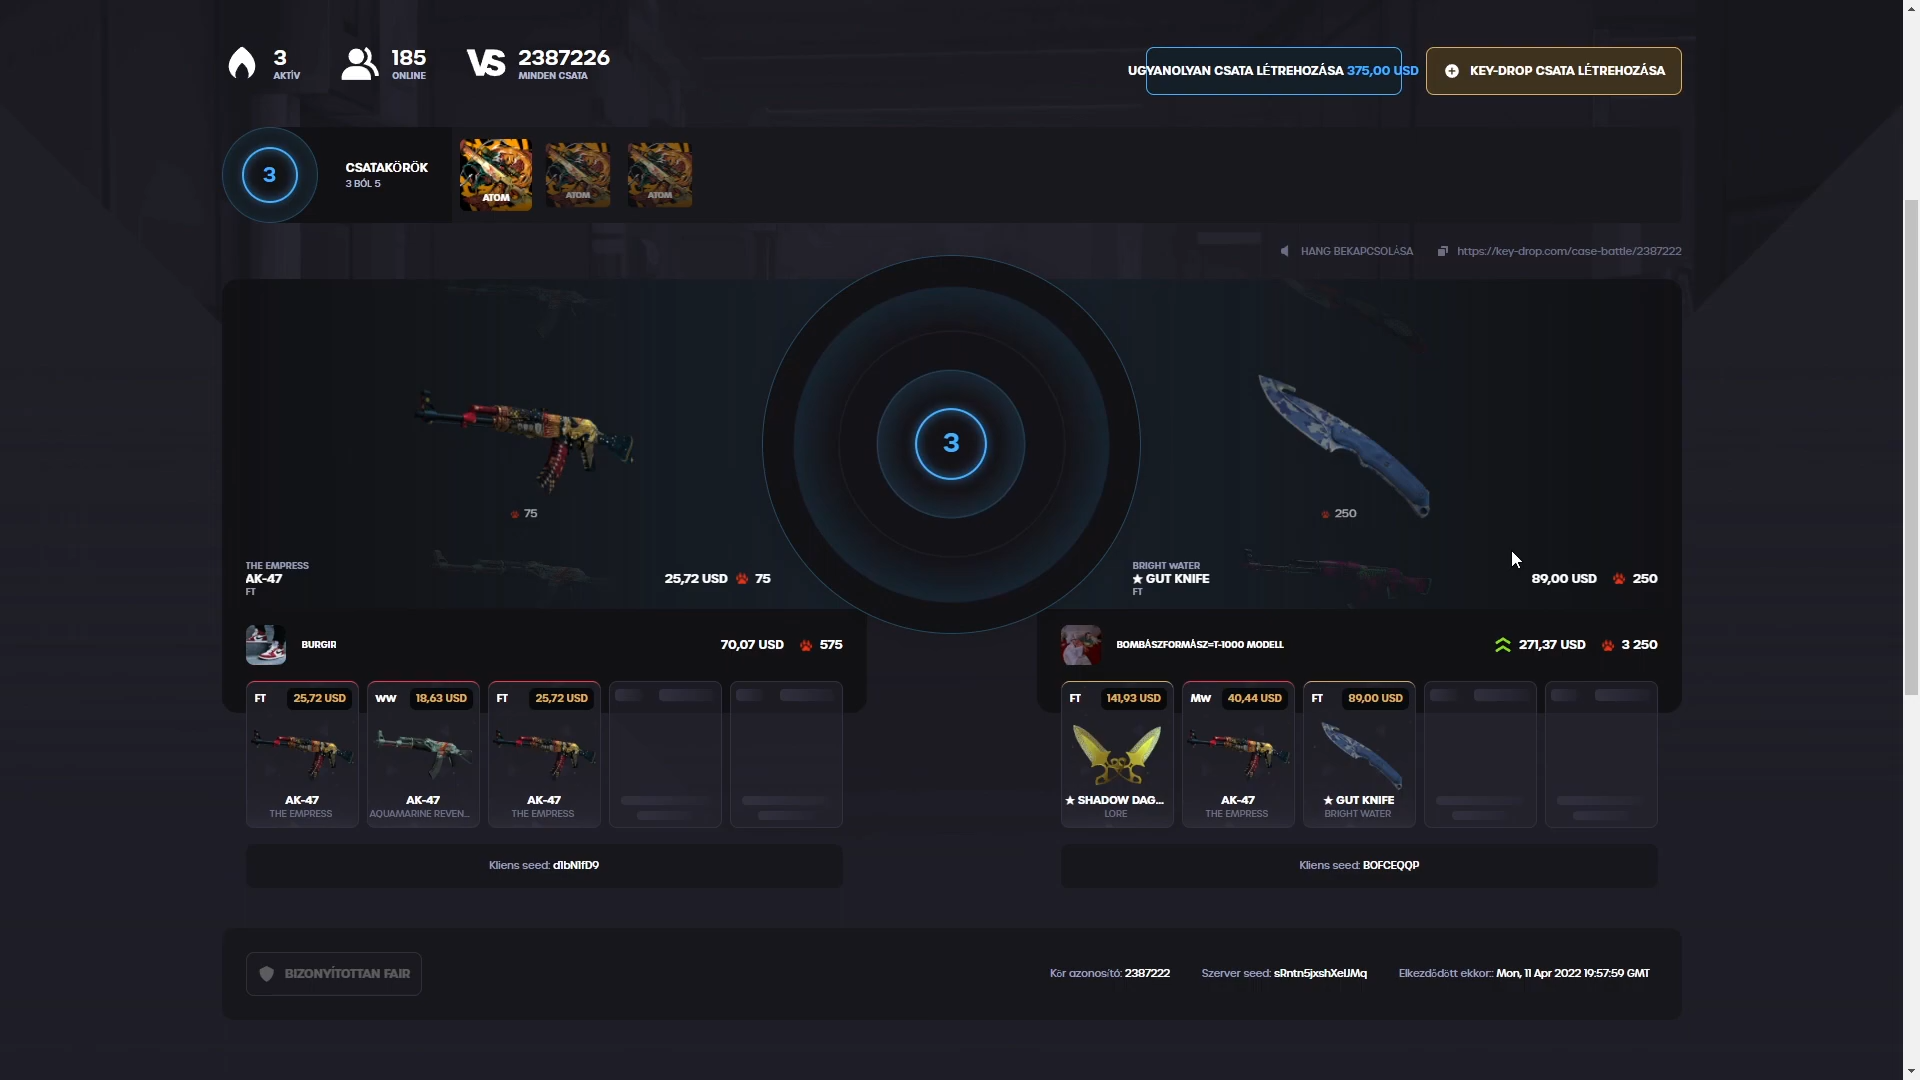 3
AKTÍV
185
ONLINE
VS
2387226
MINDEN CSATA
UGYANOLYAN CSATA LÉTREHOZÁSA 375,00 USD
KEY-DROP CSATA LÉTREHOZÁSA
3
CSATAKÖRÖK
3 BÓL 5
ATOM
ATOM
ATOM
HANG BEKAPCSOLÁSA
https://key-drop.com/case-battle/2387222
3
75
250
THE EMPRESS
AK-47
FT
25,72 USD
75
BRIGHT WATER
★ GUT KNIFE
FT
89,00 USD
250
BURGIR
70,07 USD
575
BOMBÁSZFORMÁSZ=T-1000 MODELL
271,37 USD
3 250
FT 25,72 USD
AK-47
THE EMPRESS
WW 18,63 USD
AK-47
AQUAMARINE REVEN...
FT 25,72 USD
AK-47
THE EMPRESS
FT 141,93 USD
★ SHADOW DAG...
LORE
MW 40,44 USD
AK-47
THE EMPRESS
FT 89,00 USD
★ GUT KNIFE
BRIGHT WATER
Kliens seed: d1bN1fD9
Kliens seed: BOFCEQQP
BIZONYÍTOTTAN FAIR
Kör azonosító: 2387222
Szerver seed: sRntn5jxshXeIJMq
Elkezdődött ekkor:: Mon, 11 Apr 2022 19:57:59 GMT